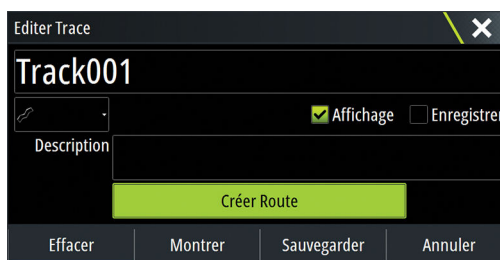 Editer Trace
Track001
Affichage Enregistrer
Description
Créer Route
Effacer Montrer Sauvegarder Annuler